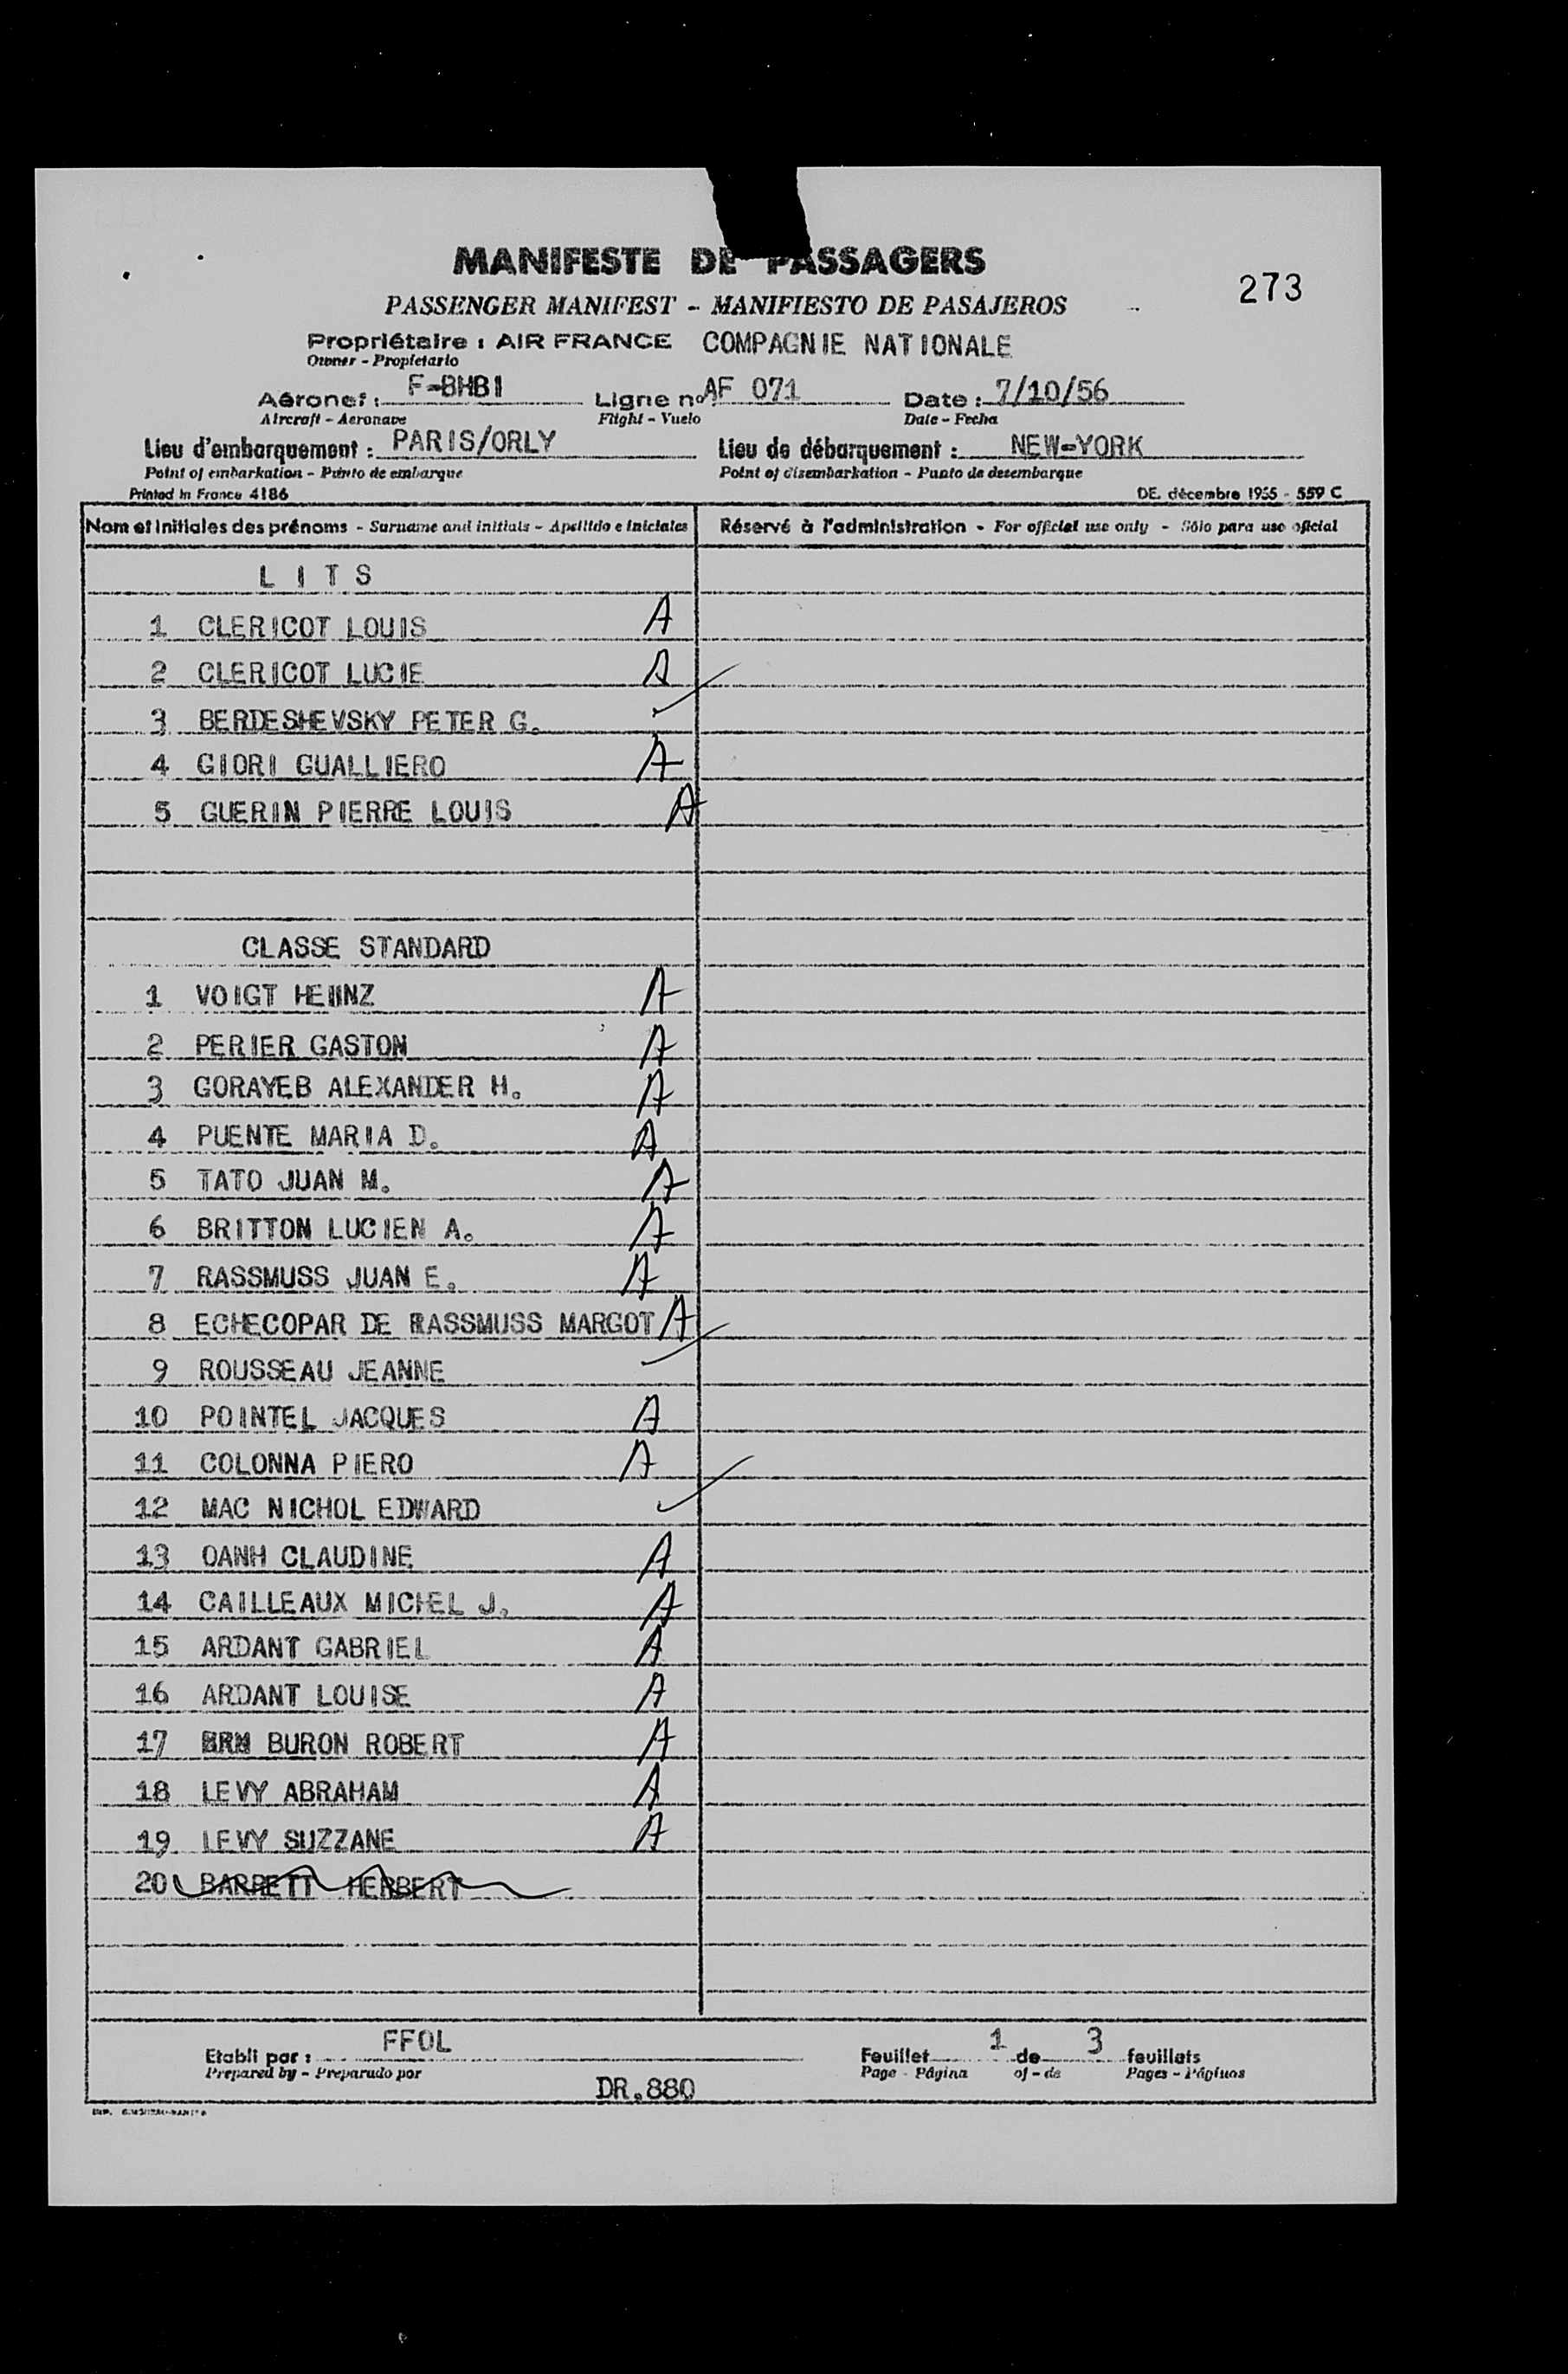 MANIFESTE DE PASSAGERS
273
PASSENGER MANIFEST - MANIFIESTO DE PASAJEROS
Propriétaire : AIR FRANCE COMPAGNIE NATIONALE
Owner - Propietario
Aéronef : F-BHBI Ligne no AF 071 Date : 7/10/56
Aircraft - Aeronave Flight - Vuelo Date - Fecha
Lieu d'embarquement : PARIS/ORLY Lieu de débarquement : NEW-YORK
Point of embarkation - Punto de embarque Point of disembarkation - Punto de desembarque
Printed in France 4186 DE. décembre 1955 - 559 C
Nom et initiales des prénoms - Surname and initials - Apellido e iniciales Réservé à l'administration - For official use only - Sólo para uso oficial
L I T S
1 CLERICOT LOUIS A
2 CLERICOT LUCIE A
3 BERDESHEVSKY PETER G. ✓
4 GIORI GUALLIERO A
5 GUERIN PIERRE LOUIS A
CLASSE STANDARD
1 VOIGT HEINZ A
2 PERIER GASTON A
3 GORAYEB ALEXANDER H. A
4 PUENTE MARIA D. A
5 TATO JUAN M. A
6 BRITTON LUCIEN A. A
7 RASSMUSS JUAN E. A
8 ECHECOPAR DE RASSMUSS MARGOT A
9 ROUSSEAU JEANNE ✓
10 POINTEL JACQUES A
11 COLONNA PIERO A
12 MAC NICHOL EDWARD ✓
13 OANH CLAUDINE A
14 CAILLEAUX MICHEL J. A
15 ARDANT GABRIEL A
16 ARDANT LOUISE A
17 BURON ROBERT A
18 LEVY ABRAHAM A
19 LEVY SUZZANE A
20 BARRETT HERBERT
Etabli par : FFOL Feuillet 1 de 3 feuillets
Prepared by - Preparado por Page - Página of - de Pages - Páginas
DR.880